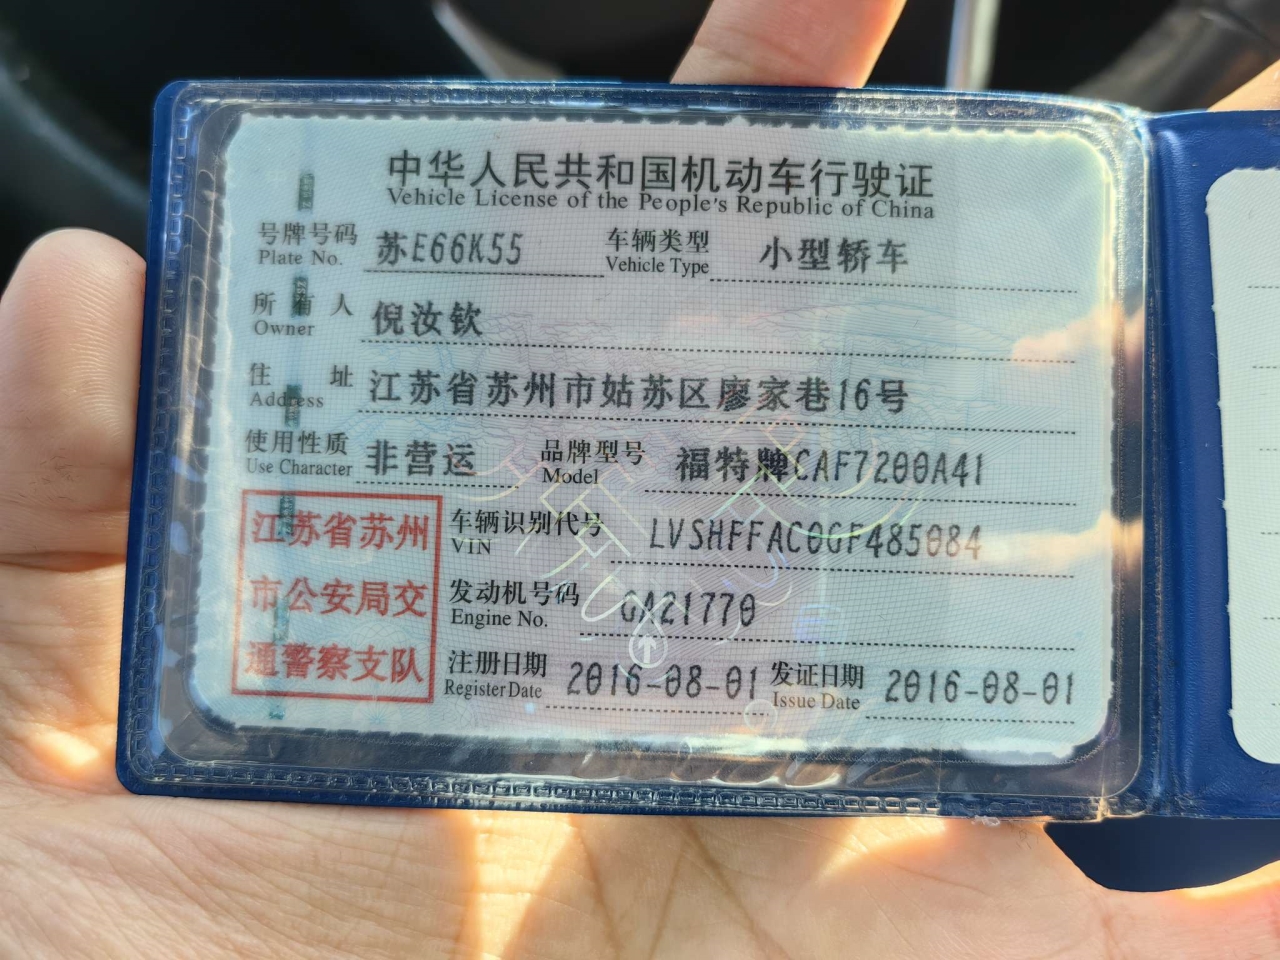 中华人民共和国机动车行驶证
Vehicle License of the People's Republic of China
号牌号码 苏E66K55 车辆类型 小型轿车
Plate No. Vehicle Type
所有人 倪汝钦
Owner
住址 江苏省苏州市姑苏区廖家巷16号
Address
使用性质 非营运 品牌型号 福特牌CAF7200A41
Use Character Model
江苏省苏州
市公安局交
通警察支队
车辆识别代号 LVSHFFAC0GF485084
VIN
发动机号码 GA21770
Engine No.
注册日期 2016-08-01 发证日期 2016-08-01
Register Date Issue Date